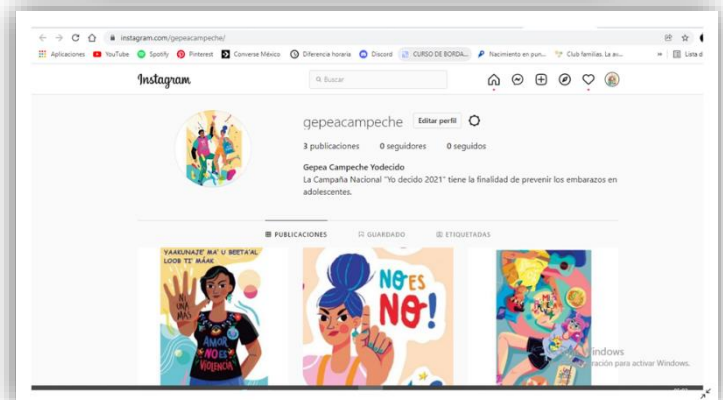 instagram.com/gepeacampeche/
Aplicaciones YouTube Spotify Pinterest Converse México Diferencia horaria Discord CURSO DE BORDA... Nacimiento en pun... Club familias. La av... » Lista d
Instagram
Buscar
gepeacampeche Editar perfil
3 publicaciones 0 seguidores 0 seguidos
Gepea Campeche Yodecido
La Campaña Nacional "Yo decido 2021" tiene la finalidad de prevenir los embarazos en
adolescentes.
PUBLICACIONES GUARDADO ETIQUETADAS
YAAKUNAJE' MA' U BEETA'AL
LOOB TI' MÁAK
NI
UNA
MÁS
AMOR
NO ES
VIOLENCIA
NO ES
NO!
indows
ración para activar Windows.